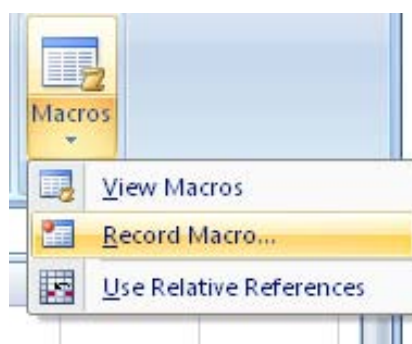 Macros
View Macros
Record Macro...
Use Relative References